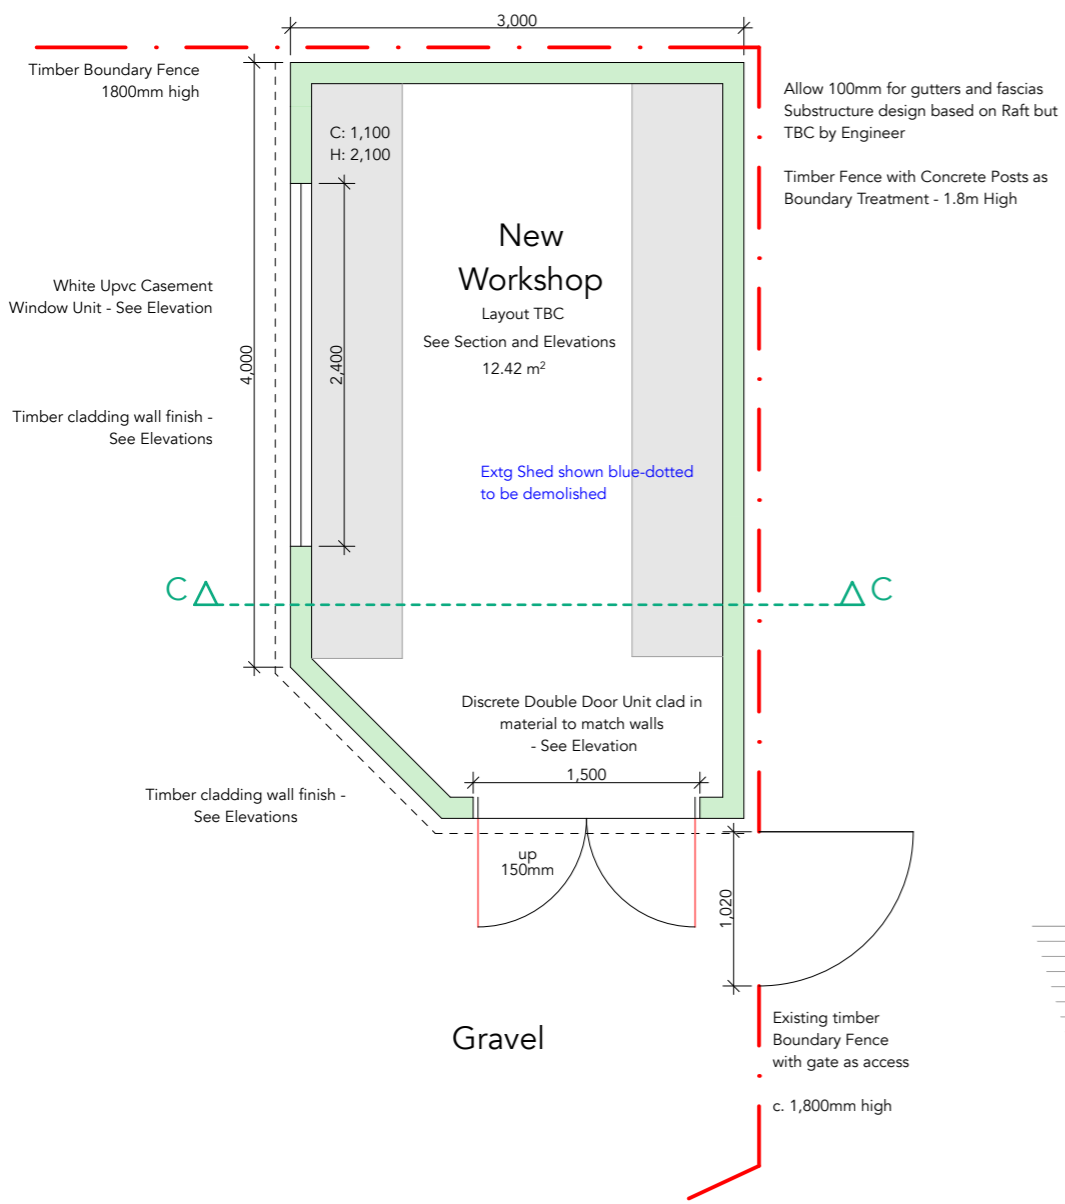 3,000
Timber Boundary Fence
1800mm high
Allow 100mm for gutters and fascias
Substructure design based on Raft but
TBC by Engineer
Timber Fence with Concrete Posts as
Boundary Treatment - 1.8m High
C: 1,100
H: 2,100
New
Workshop
Layout TBC
See Section and Elevations
12.42 m²
White Upvc Casement
Window Unit - See Elevation
4,000
2,400
Timber cladding wall finish -
See Elevations
Extg Shed shown blue-dotted
to be demolished
C
C
Discrete Double Door Unit clad in
material to match walls
- See Elevation
1,500
Timber cladding wall finish -
See Elevations
up
150mm
1,020
Gravel
Existing timber
Boundary Fence
with gate as access
c. 1,800mm high